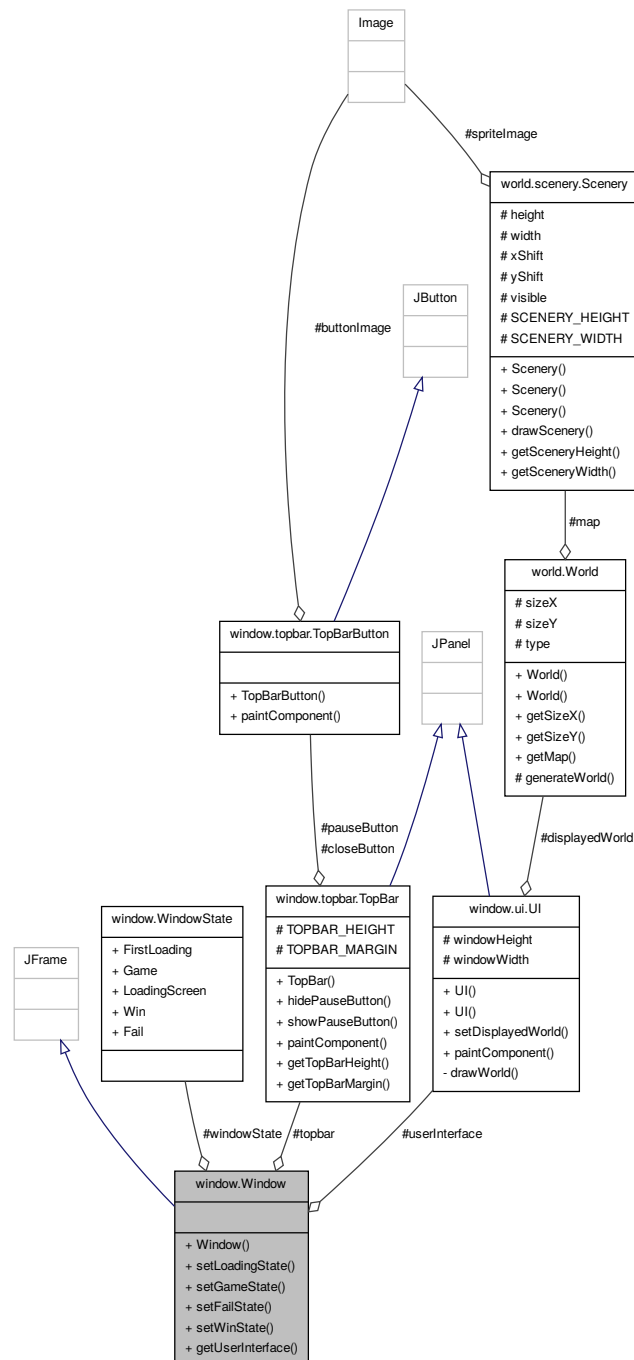 Image
#spriteImage
world.scenery.Scenery
# height
# width
# xShift
# yShift
# visible
# SCENERY_HEIGHT
# SCENERY_WIDTH
+ Scenery()
+ Scenery()
+ Scenery()
+ drawScenery()
+ getSceneryHeight()
+ getSceneryWidth()
JButton
#buttonImage
#map
world.World
# sizeX
# sizeY
# type
+ World()
+ World()
+ getSizeX()
+ getSizeY()
+ getMap()
# generateWorld()
window.topbar.TopBarButton
+ TopBarButton()
+ paintComponent()
JPanel
#pauseButton
#closeButton
#displayedWorld
window.topbar.TopBar
# TOPBAR_HEIGHT
# TOPBAR_MARGIN
+ TopBar()
+ hidePauseButton()
+ showPauseButton()
+ paintComponent()
+ getTopBarHeight()
+ getTopBarMargin()
window.ui.UI
# windowHeight
# windowWidth
+ UI()
+ UI()
+ setDisplayedWorld()
+ paintComponent()
- drawWorld()
window.WindowState
+ FirstLoading
+ Game
+ LoadingScreen
+ Win
+ Fail
JFrame
#windowState
#topbar
#userInterface
window.Window
+ Window()
+ setLoadingState()
+ setGameState()
+ setFailState()
+ setWinState()
+ getUserInterface()